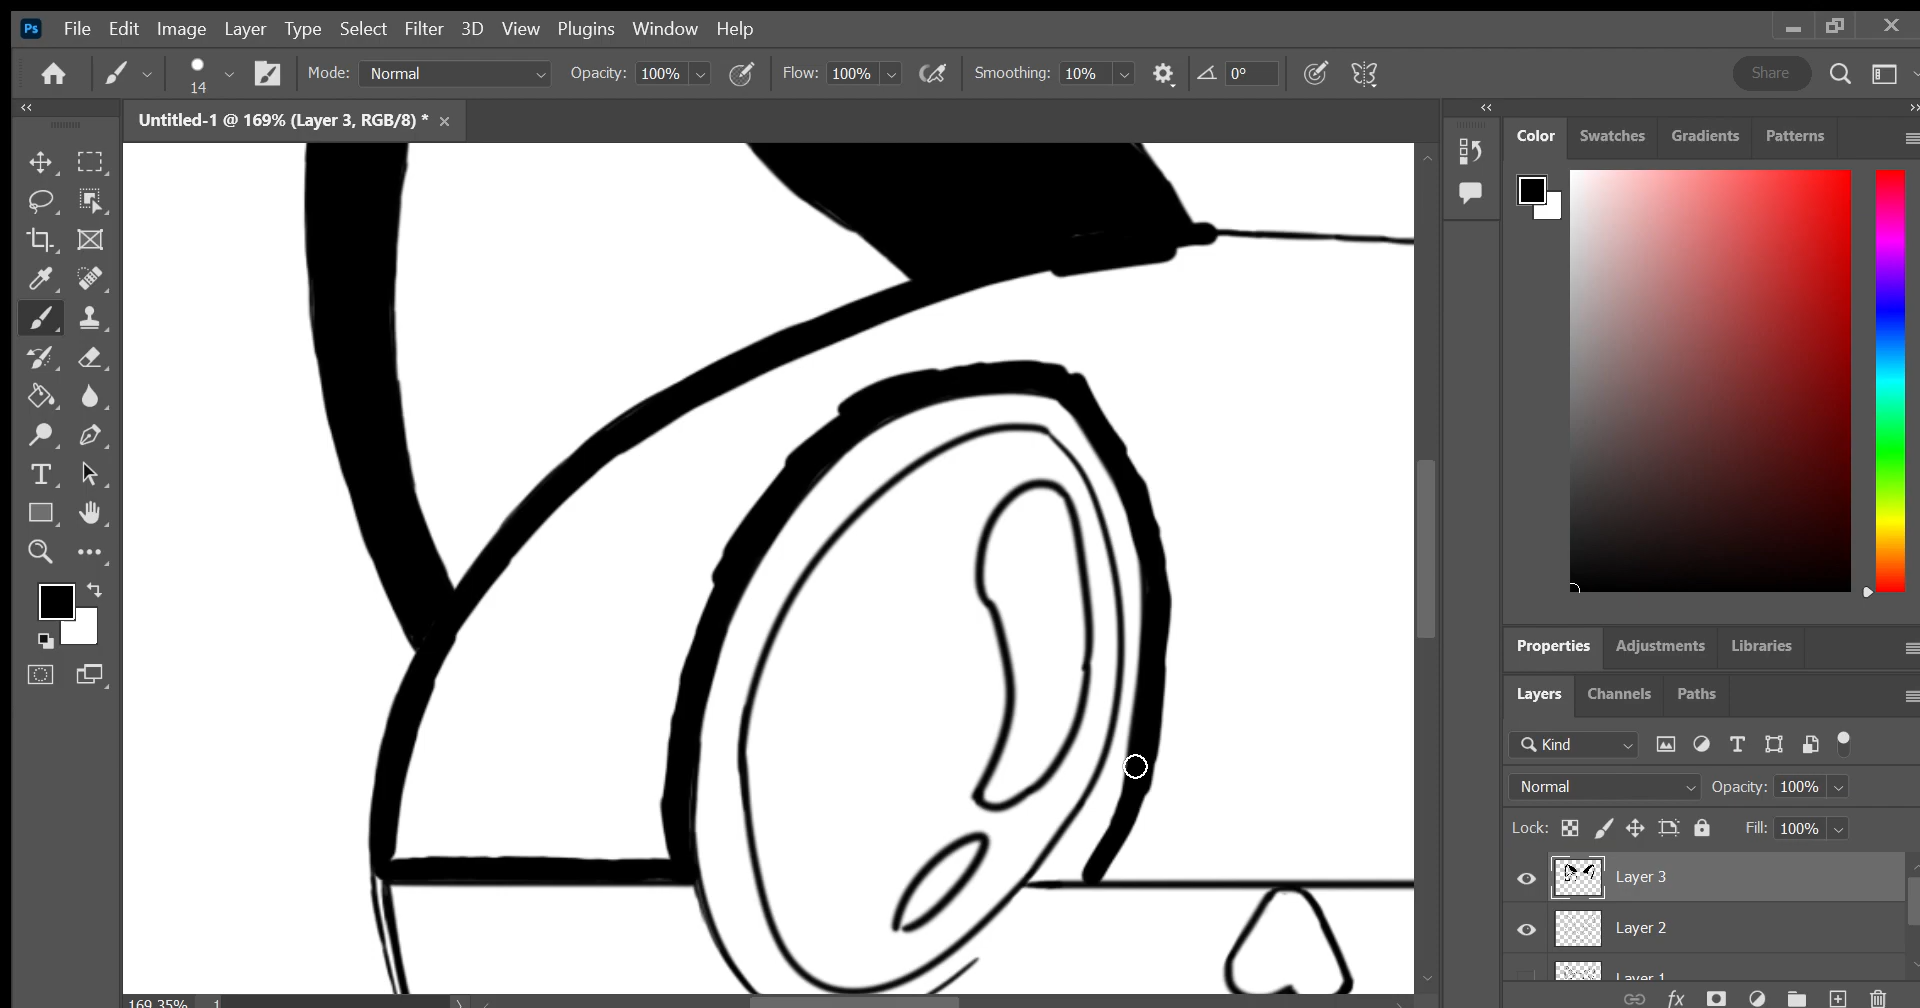 Ps File Edit Image Layer Type Select Filter 3D View Plugins Window Help
14 Mode: Normal Opacity: 100% Flow: 100% Smoothing: 10% 0° Share
Untitled-1 @ 169% (Layer 3, RGB/8) *
Color Swatches Gradients Patterns
Properties Adjustments Libraries
Layers Channels Paths
Kind
Normal Opacity: 100%
Lock: Fill: 100%
Layer 3
Layer 2
Layer 1
169.35%